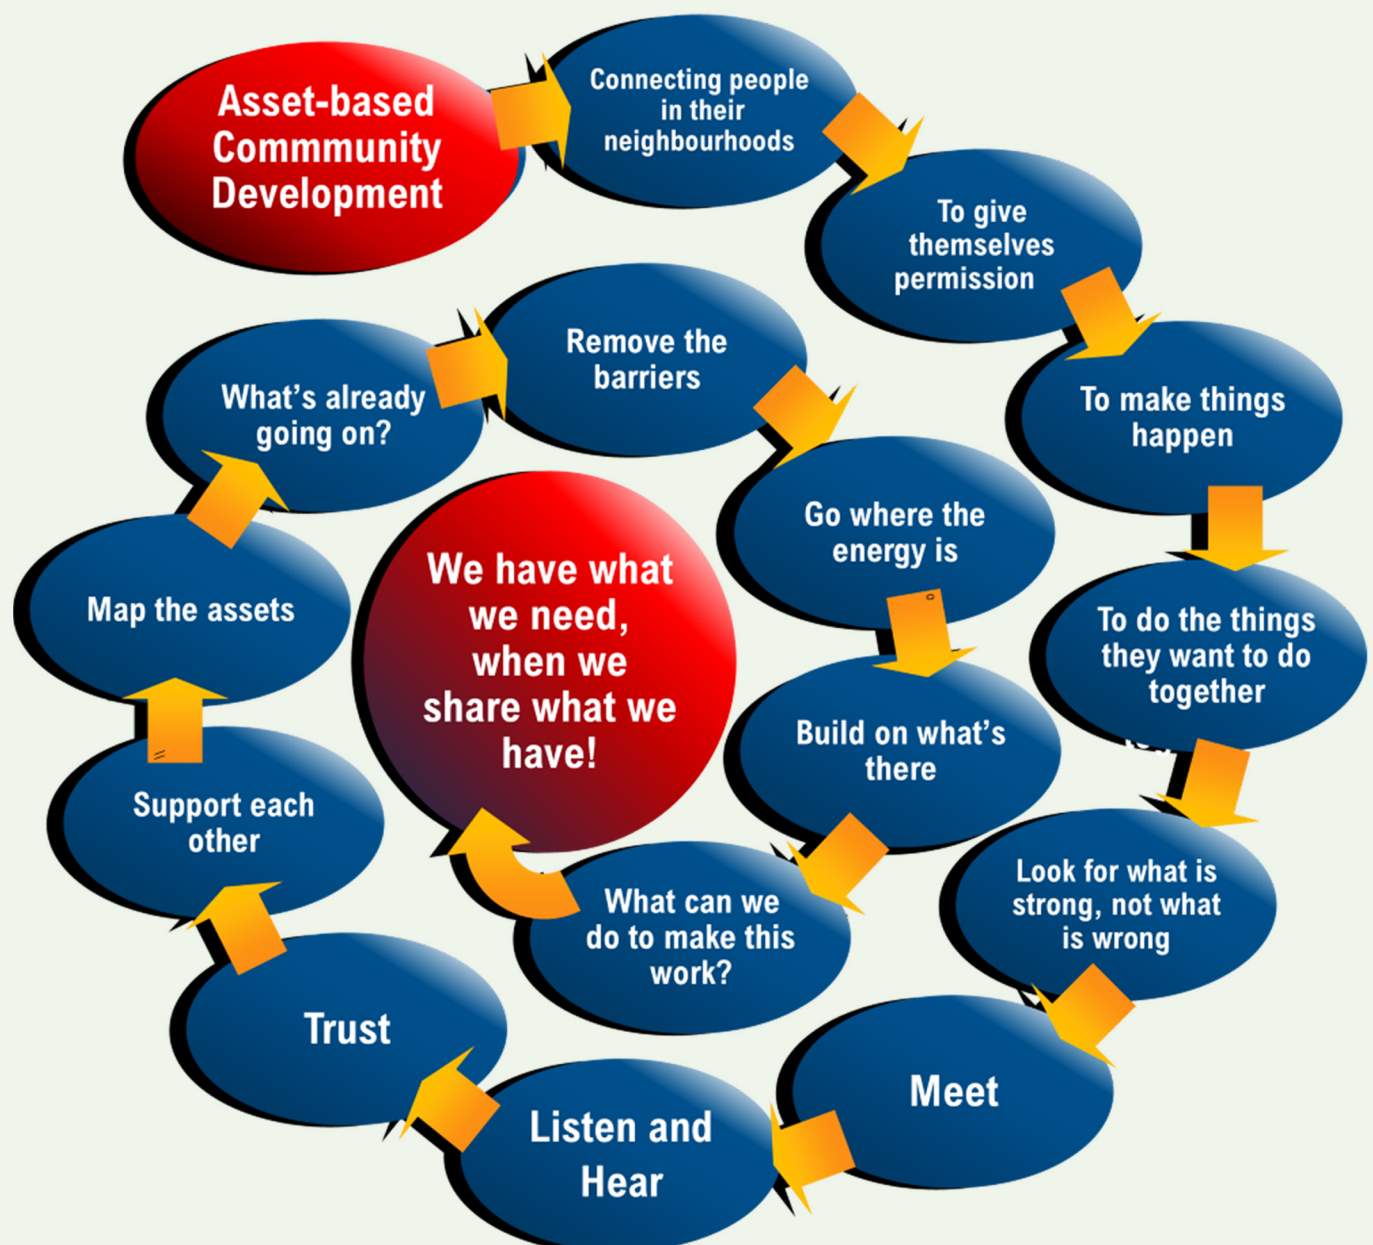 Asset-based
Commmunity
Development
Connecting people
in their
neighbourhoods
To give
themselves
permission
To make things
happen
To do the things
they want to do
together
Look for what is
strong, not what
is wrong
Meet
Listen and
Hear
Trust
Support each
other
Map the assets
What's already
going on?
Remove the
barriers
Go where the
energy is
Build on what's
there
What can we
do to make this
work?
We have what
we need,
when we
share what we
have!